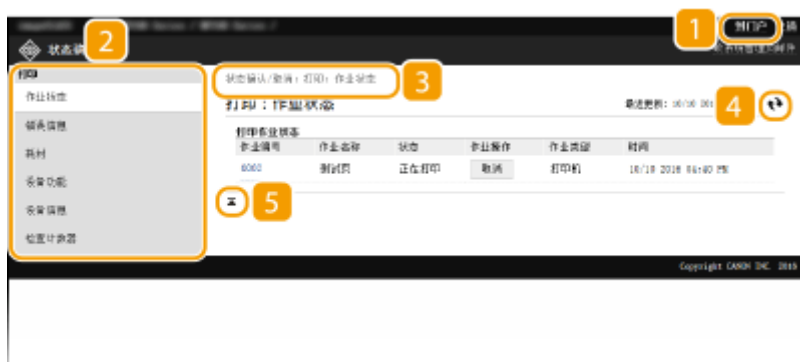 1
到门户
2
3
4
5
打印
作业状态
错误信息
耗材
设备功能
设备信息
检查计数器
状态确认/取消: 打印: 作业状态
打印：作业状态
最近更新:
打印作业状态
作业编号 作业名称 状态 作业操作 作业类型 时间
0003 测试页 正在打印 取消 打印机 10/10 2016 04:40 PM
Copyright CANON INC. 2016